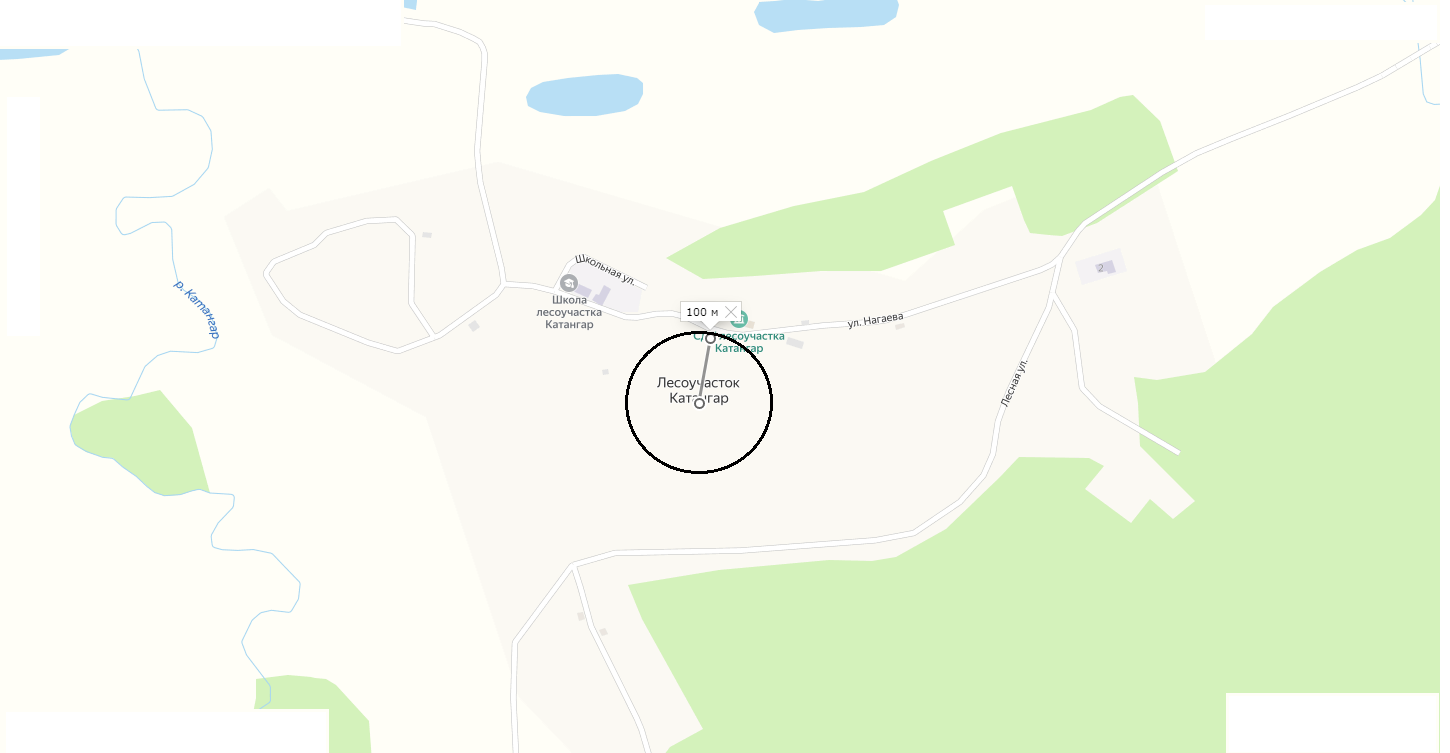 р. Катангар
Школьная ул.
Школа
лесоучастка
Катангар
100 м
лесоучастка
Катангар
ул. Нагаева
2
Лесоучасток
Катангар
Лесная ул.